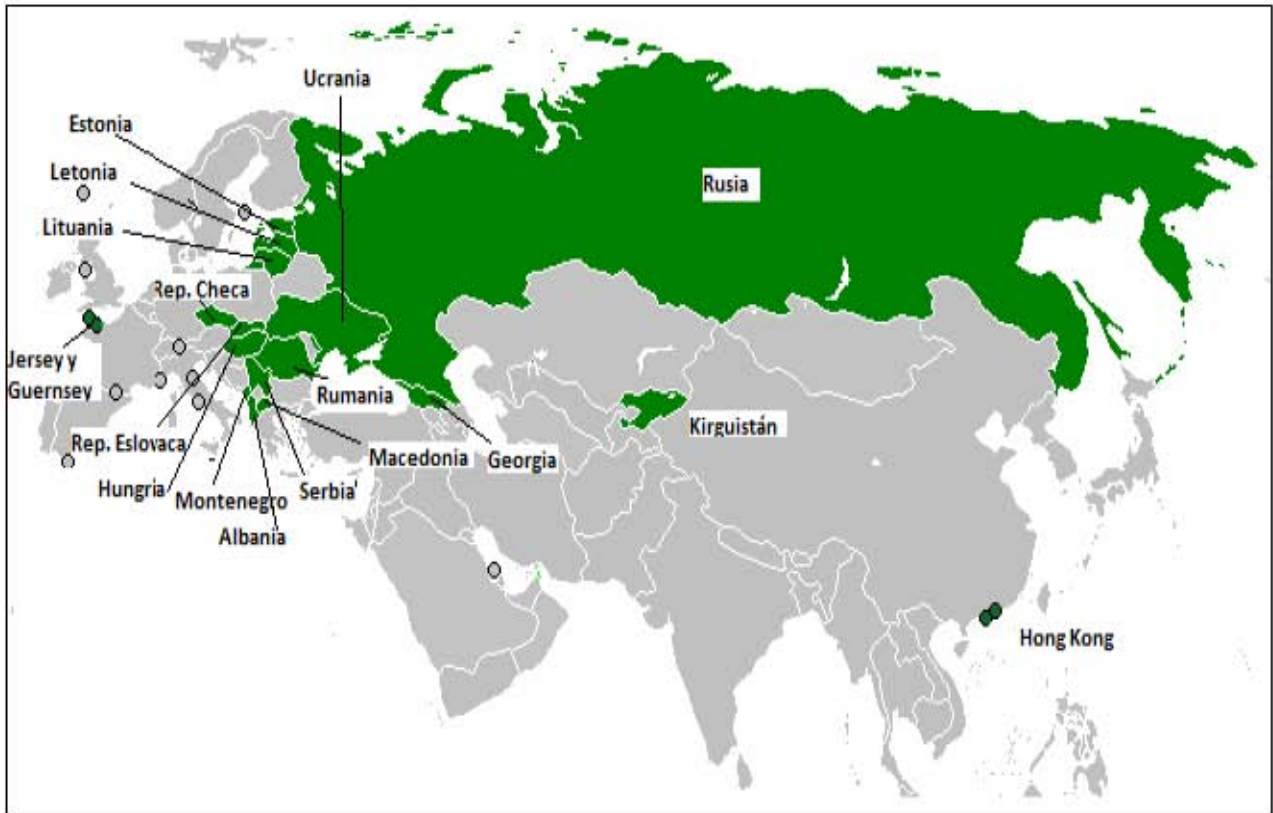 Ucrania
Estonia
Letonia
Rusia
Lituania
Rep. Checa
Jersey y
Guernsey
Rumania
Kirguistán
Rep. Eslovaca
Macedonia
Georgia
Hungria
Montenegro
Serbia'
Albania
Hong Kong